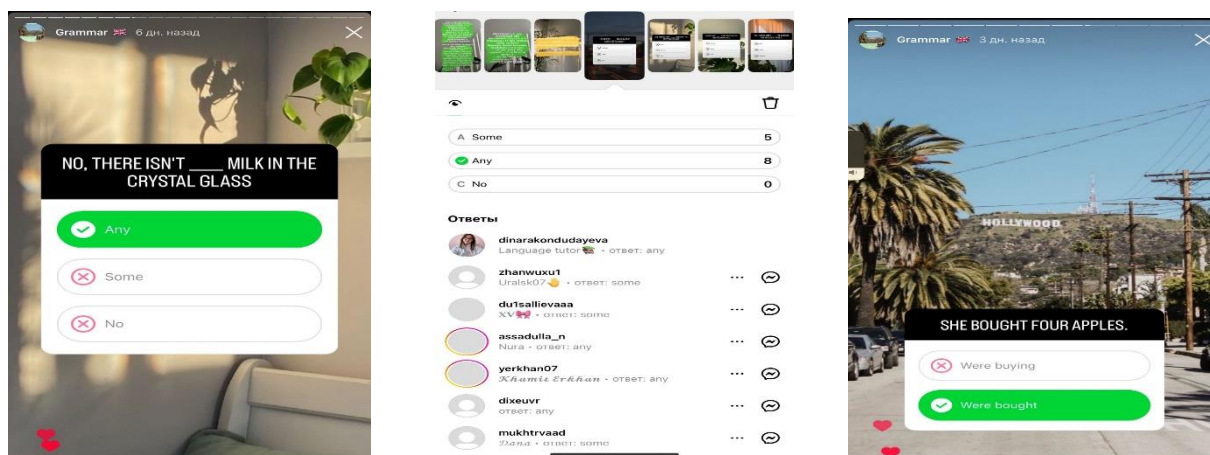 Grammar 🇬🇧 6 дн. назад
NO, THERE ISN'T ____ MILK IN THE
CRYSTAL GLASS
Any
Some
No
A Some 5
Any 8
C No 0
Ответы
dinarakondudayeva
Language tutor • ответ: any
zhanwuxu1
Uralsk07 • ответ: some
du1sallievaaa
XV🎀 • ответ: some
assadulla_n
Nura • ответ: any
yerkhan07
𝒦𝒽𝒶𝓂𝒾𝓉 ℰ𝓇𝓀𝒽𝒶𝓃 • ответ: any
dixeuvr
ответ: any
mukhtrvaad
𝒟𝒶𝓃𝒶 • ответ: some
Grammar 🇬🇧 3 дн. назад
HOLLYWOOD
SHE BOUGHT FOUR APPLES.
Were buying
Were bought